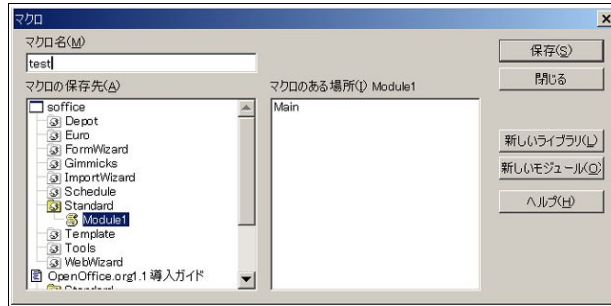 マクロ
マクロ名(M)
test
マクロの保存先(A)
soffice
Depot
Euro
FormWizard
Gimmicks
ImportWizard
Schedule
Standard
Module1
Template
Tools
WebWizard
OpenOffice.org1.1 導入ガイド
Standard
マクロのある場所(I) Module1
Main
保存(S)
閉じる
新しいライブラリ(L)
新しいモジュール(O)
ヘルプ(H)